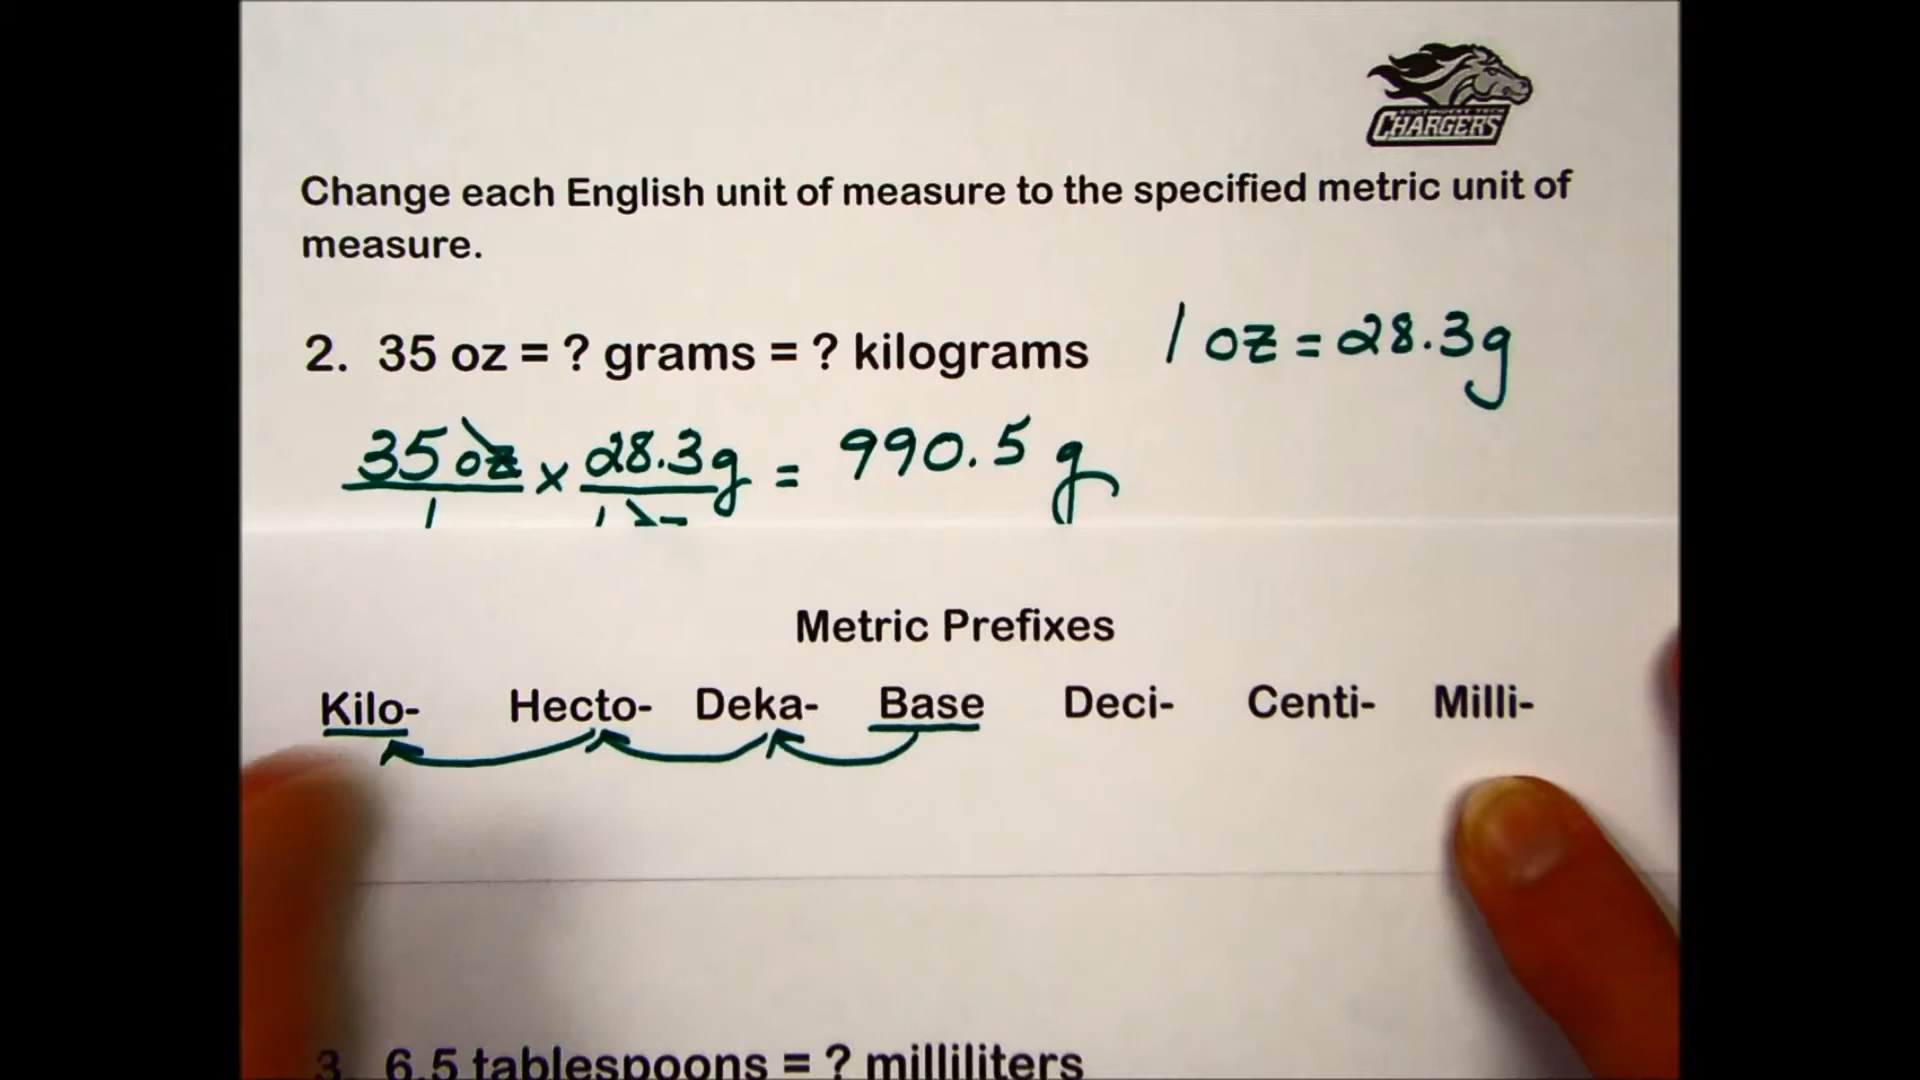 CHARGERS
Change each English unit of measure to the specified metric unit of
measure.
2. 35 oz = ? grams = ? kilograms 1 oz = 28.3g
35 oz x 28.3g = 990.5 g
1 1
Metric Prefixes
Kilo- Hecto- Deka- Base Deci- Centi- Milli-
3. 6.5 tablespoons = ? milliliters